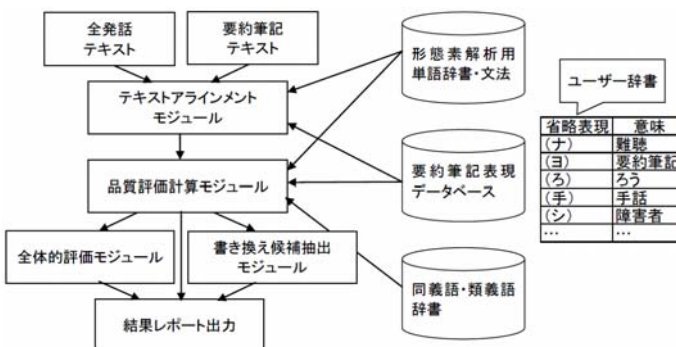 全発話
テキスト
要約筆記
テキスト
テキストアラインメント
モジュール
品質評価計算モジュール
全体的評価モジュール
書き換え候補抽出
モジュール
結果レポート出力
形態素解析用
単語辞書・文法
要約筆記表現
データベース
同義語・類義語
辞書
ユーザー辞書
省略表現 意味
(ナ) 難聴
(ヨ) 要約筆記
(ろ) ろう
(手) 手話
(シ) 障害者
… …